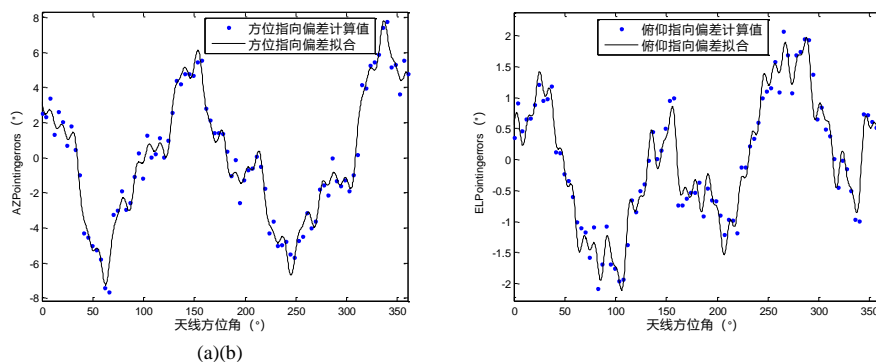 8
6
4
2
0
-2
-4
-6
-8
AZPointingerrors (°)
方位指向偏差计算值
方位指向偏差拟合
0 50 100 150 200 250 300 350
天线方位角 (°)
2
1.5
1
0.5
0
-0.5
-1
-1.5
-2
ELPointingerrors (°)
俯仰指向偏差计算值
俯仰指向偏差拟合
0 50 100 150 200 250 300 350
天线方位角 (°)
(a)(b)